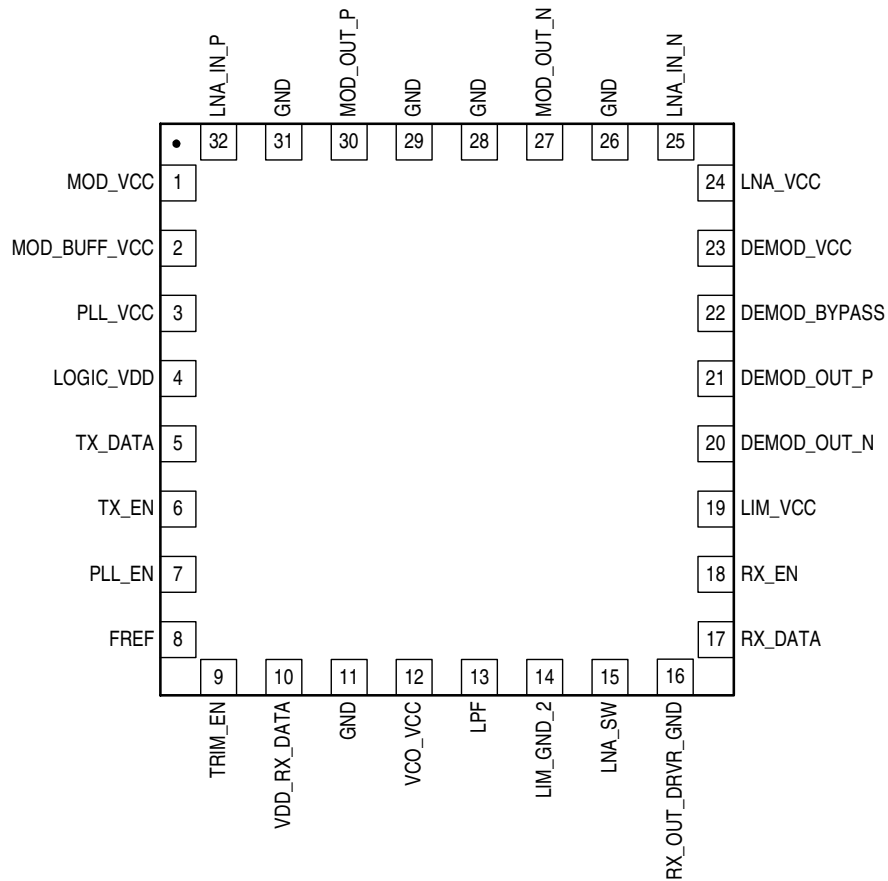 LNA_IN_P
GND
MOD_OUT_P
GND
GND
MOD_OUT_N
GND
LNA_IN_N
32 31 30 29 28 27 26 25
MOD_VCC 1
MOD_BUFF_VCC 2
PLL_VCC 3
LOGIC_VDD 4
TX_DATA 5
TX_EN 6
PLL_EN 7
FREF 8
24 LNA_VCC
23 DEMOD_VCC
22 DEMOD_BYPASS
21 DEMOD_OUT_P
20 DEMOD_OUT_N
19 LIM_VCC
18 RX_EN
17 RX_DATA
9 10 11 12 13 14 15 16
TRIM_EN
VDD_RX_DATA
GND
VCO_VCC
LPF
LIM_GND_2
LNA_SW
RX_OUT_DRVR_GND